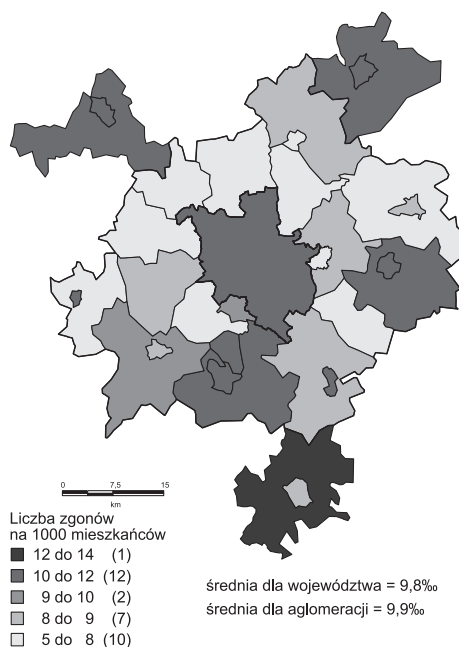 0 7,5 15
km
Liczba zgonów
na 1000 mieszkańców
12 do 14 (1)
10 do 12 (12)
9 do 10 (2)
8 do 9 (7)
5 do 8 (10)
średnia dla województwa = 9,8‰
średnia dla aglomeracji = 9,9‰